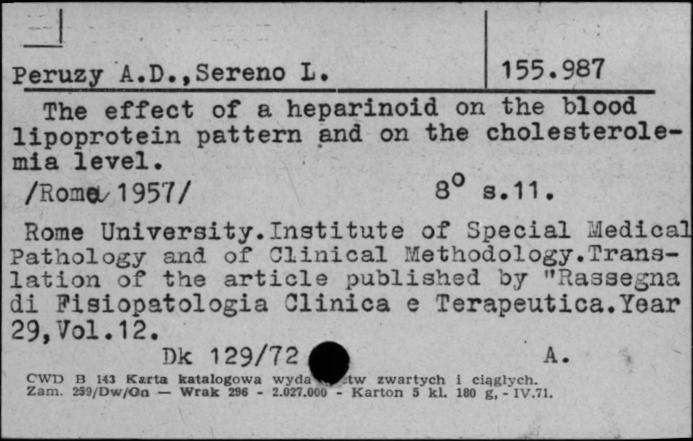 Peruzy A.D.,Sereno L. 155.987
The effect of a heparinoid on the blood
lipoprotein pattern and on the cholesterole-
mia level.
/Roma 1957/ 8° s.11.
Rome University.Institute of Special Medical
Pathology and of Clinical Methodology.Trans-
lation of the article published by "Rassegna
di Fisiopatologia Clinica e Terapeutica.Year
29,Vol.12.
Dk 129/72 A.
CWD B 143 Karta katalogowa zwartych i ciągłych.
Zam. 259/Dw/Gn — Wrak 296 - 2.027.000 - Karton 5 kl. 180 g, - IV.71.